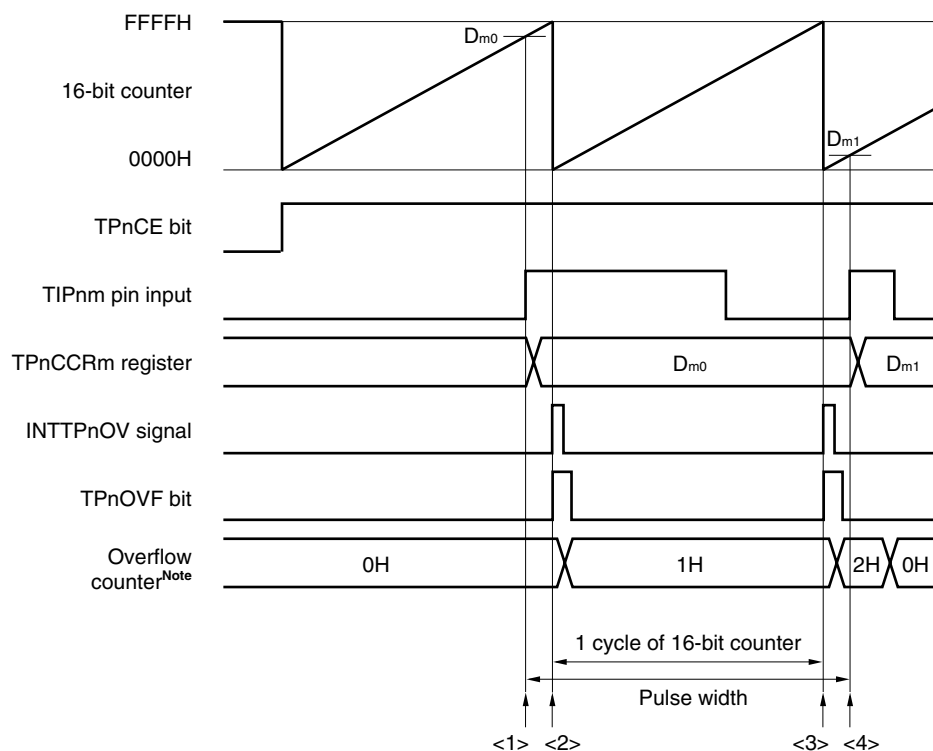 FFFFH
Dm0
16-bit counter
0000H
Dm1
TPnCE bit
TIPnm pin input
TPnCCRm register
Dm0
Dm1
INTTPnOV signal
TPnOVF bit
Overflow
counterNote
0H
1H
2H
0H
1 cycle of 16-bit counter
Pulse width
<1> <2> <3> <4>